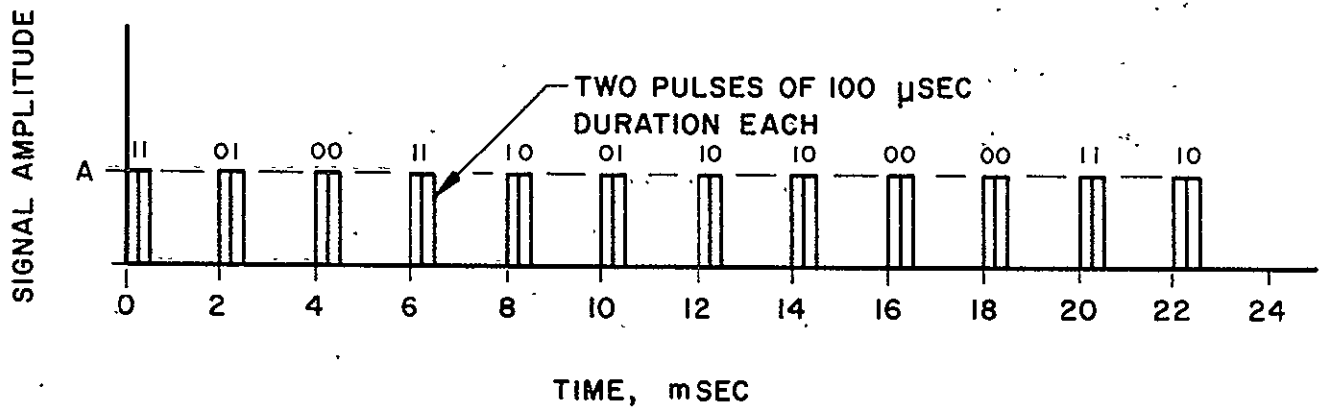 SIGNAL AMPLITUDE
TWO PULSES OF 100 μSEC
DURATION EACH
11 01 00 11 10 01 10 10 00 00 11 10
A
0 2 4 6 8 10 12 14 16 18 20 22 24
TIME, mSEC